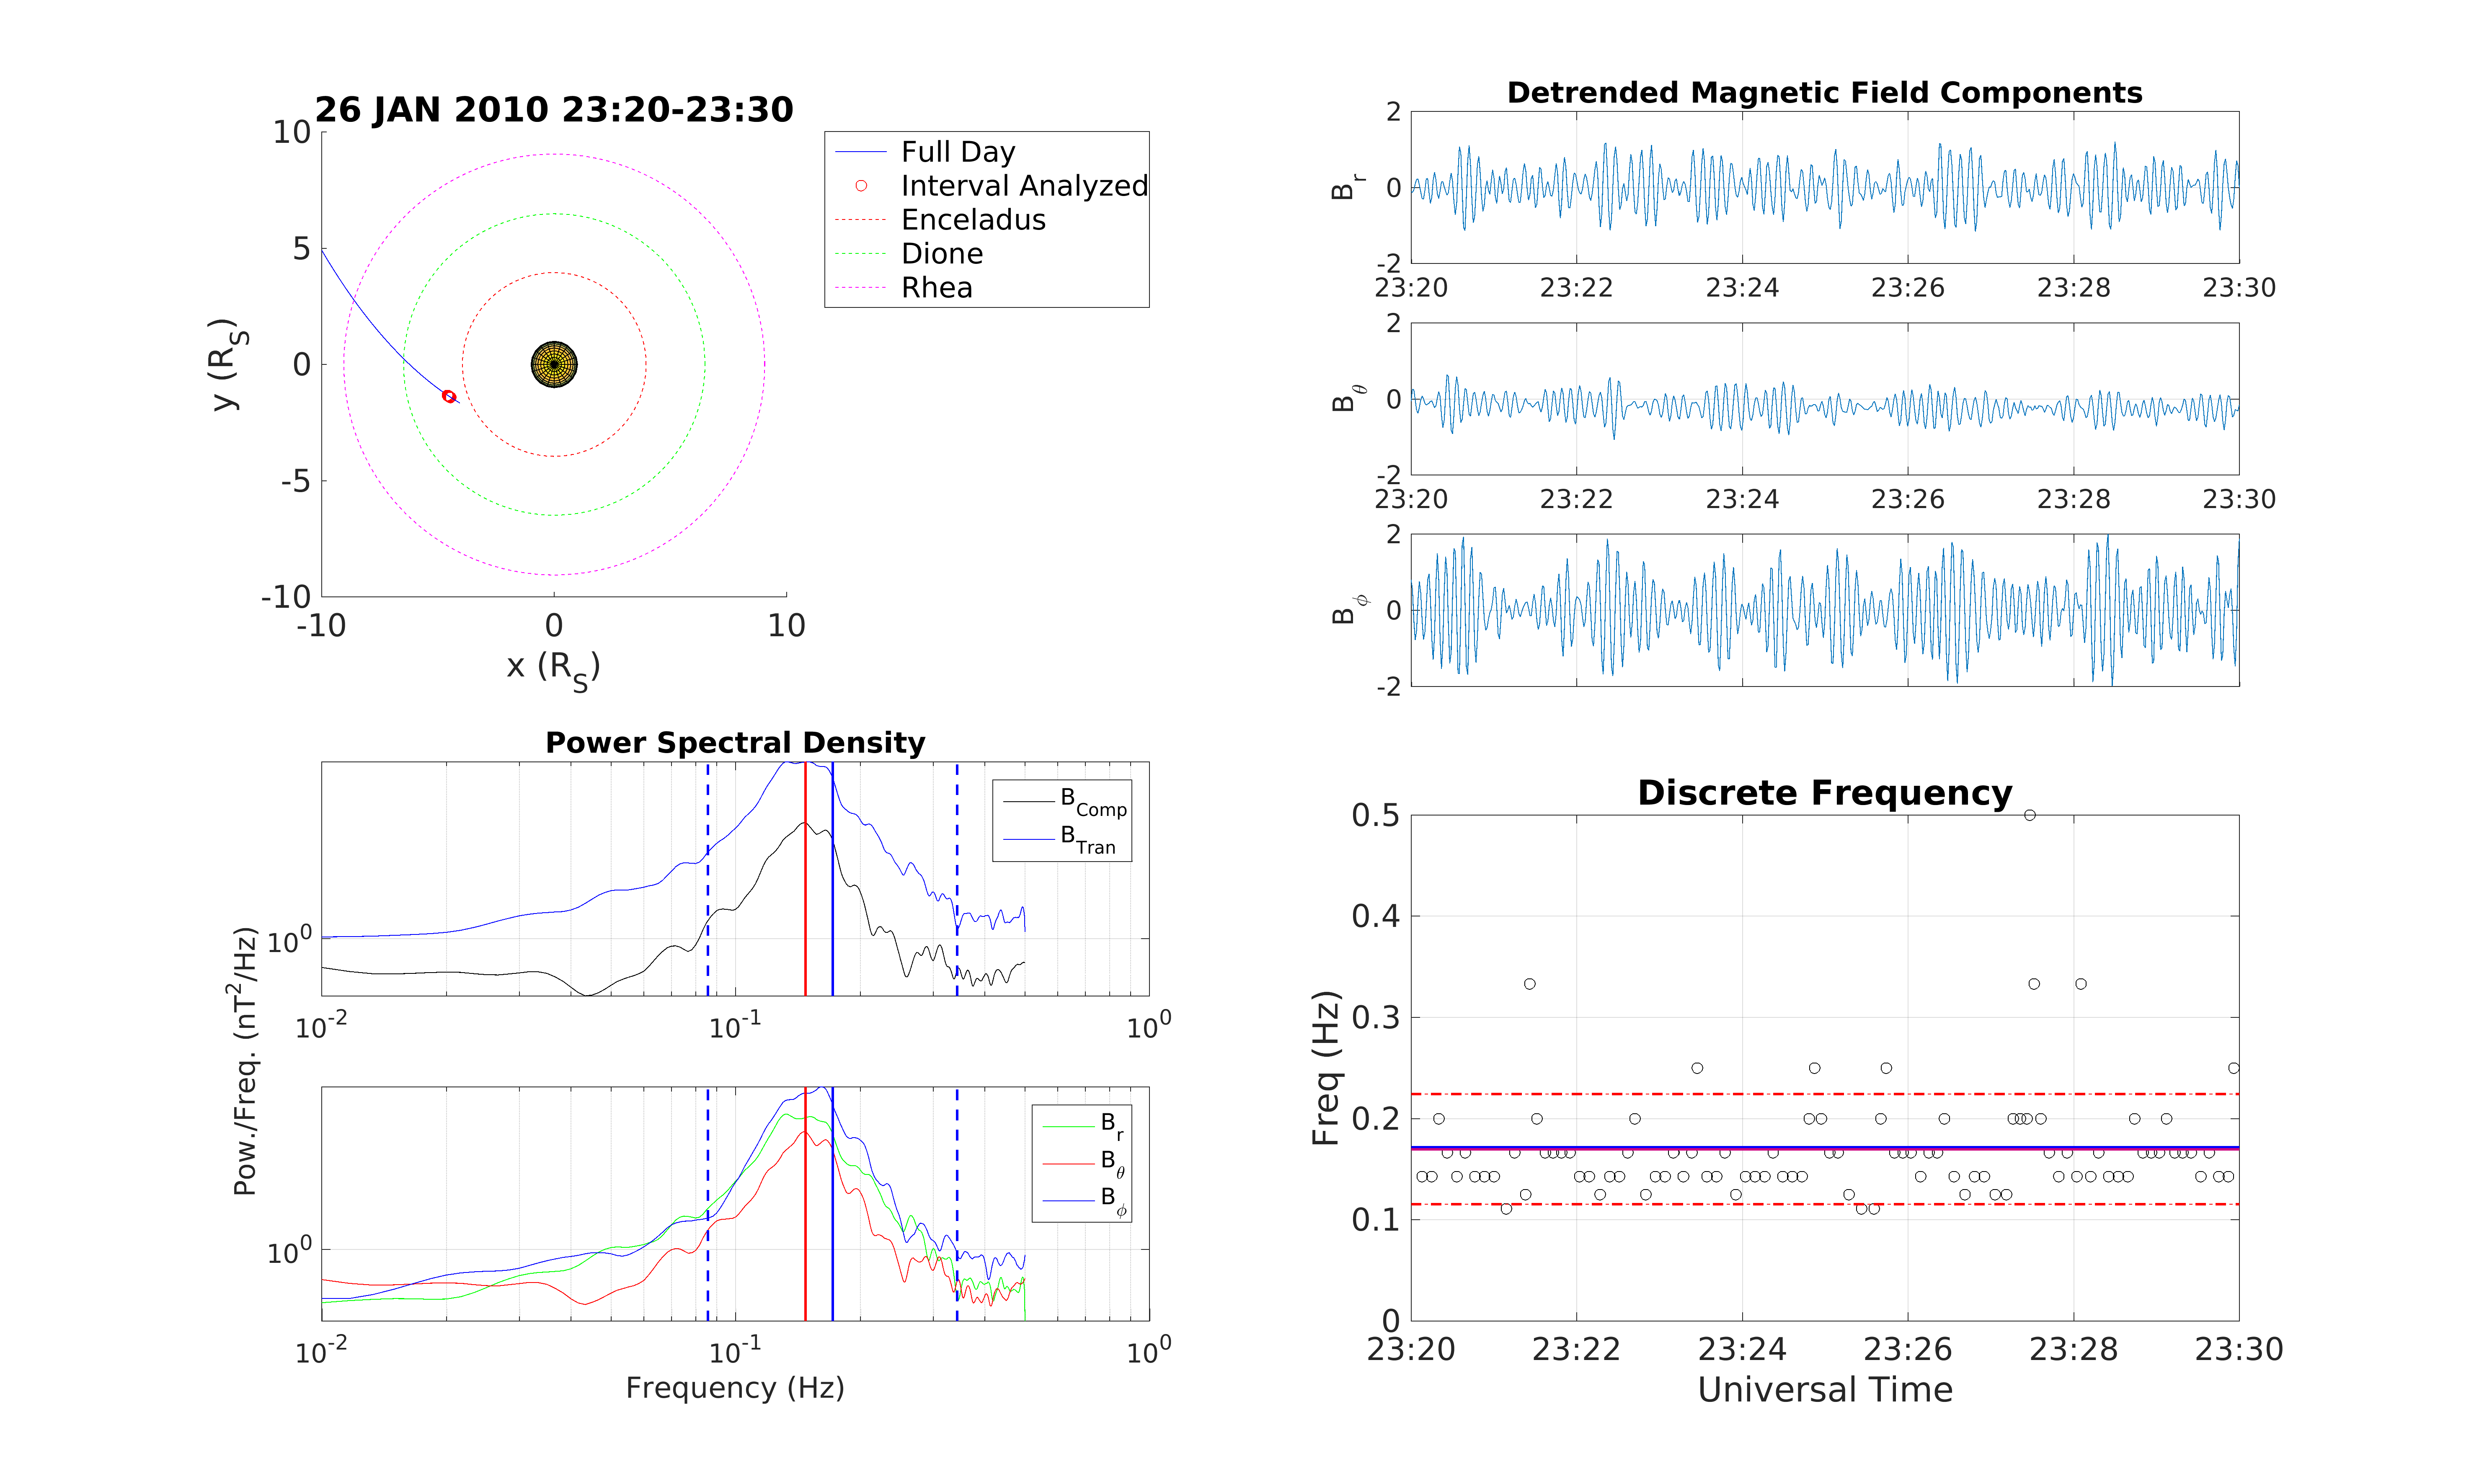 26 JAN 2010 23:20-23:30
10
5
0
-5
-10
-10 0 10
y (R_S)
x (R_S)
Full Day
Interval Analyzed
Enceladus
Dione
Rhea
Detrended Magnetic Field Components
2
0
-2
B_r
23:20 23:22 23:24 23:26 23:28 23:30
2
0
-2
B_θ
23:20 23:22 23:24 23:26 23:28 23:30
2
0
-2
B_ϕ
Power Spectral Density
B_Comp
B_Tran
10^0
10^-2 10^-1 10^0
Pow./Freq. (nT^2/Hz)
B_r
B_θ
B_ϕ
10^0
10^-2 10^-1 10^0
Frequency (Hz)
Discrete Frequency
0.5
0.4
0.3
0.2
0.1
0
Freq (Hz)
23:20 23:22 23:24 23:26 23:28 23:30
Universal Time